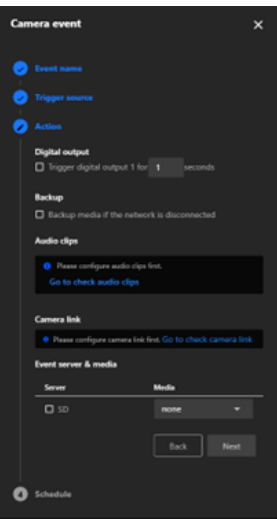 Camera event
Event name
Trigger source
Action
Digital output
Trigger digital output 1 for 1 seconds
Backup
Backup media if the network is disconnected
Audio clips
Please configure audio clips first.
Go to check audio clips
Camera link
Please configure camera link first. Go to check camera link
Event server & media
Server Media
SD none
Back Next
4 Schedule